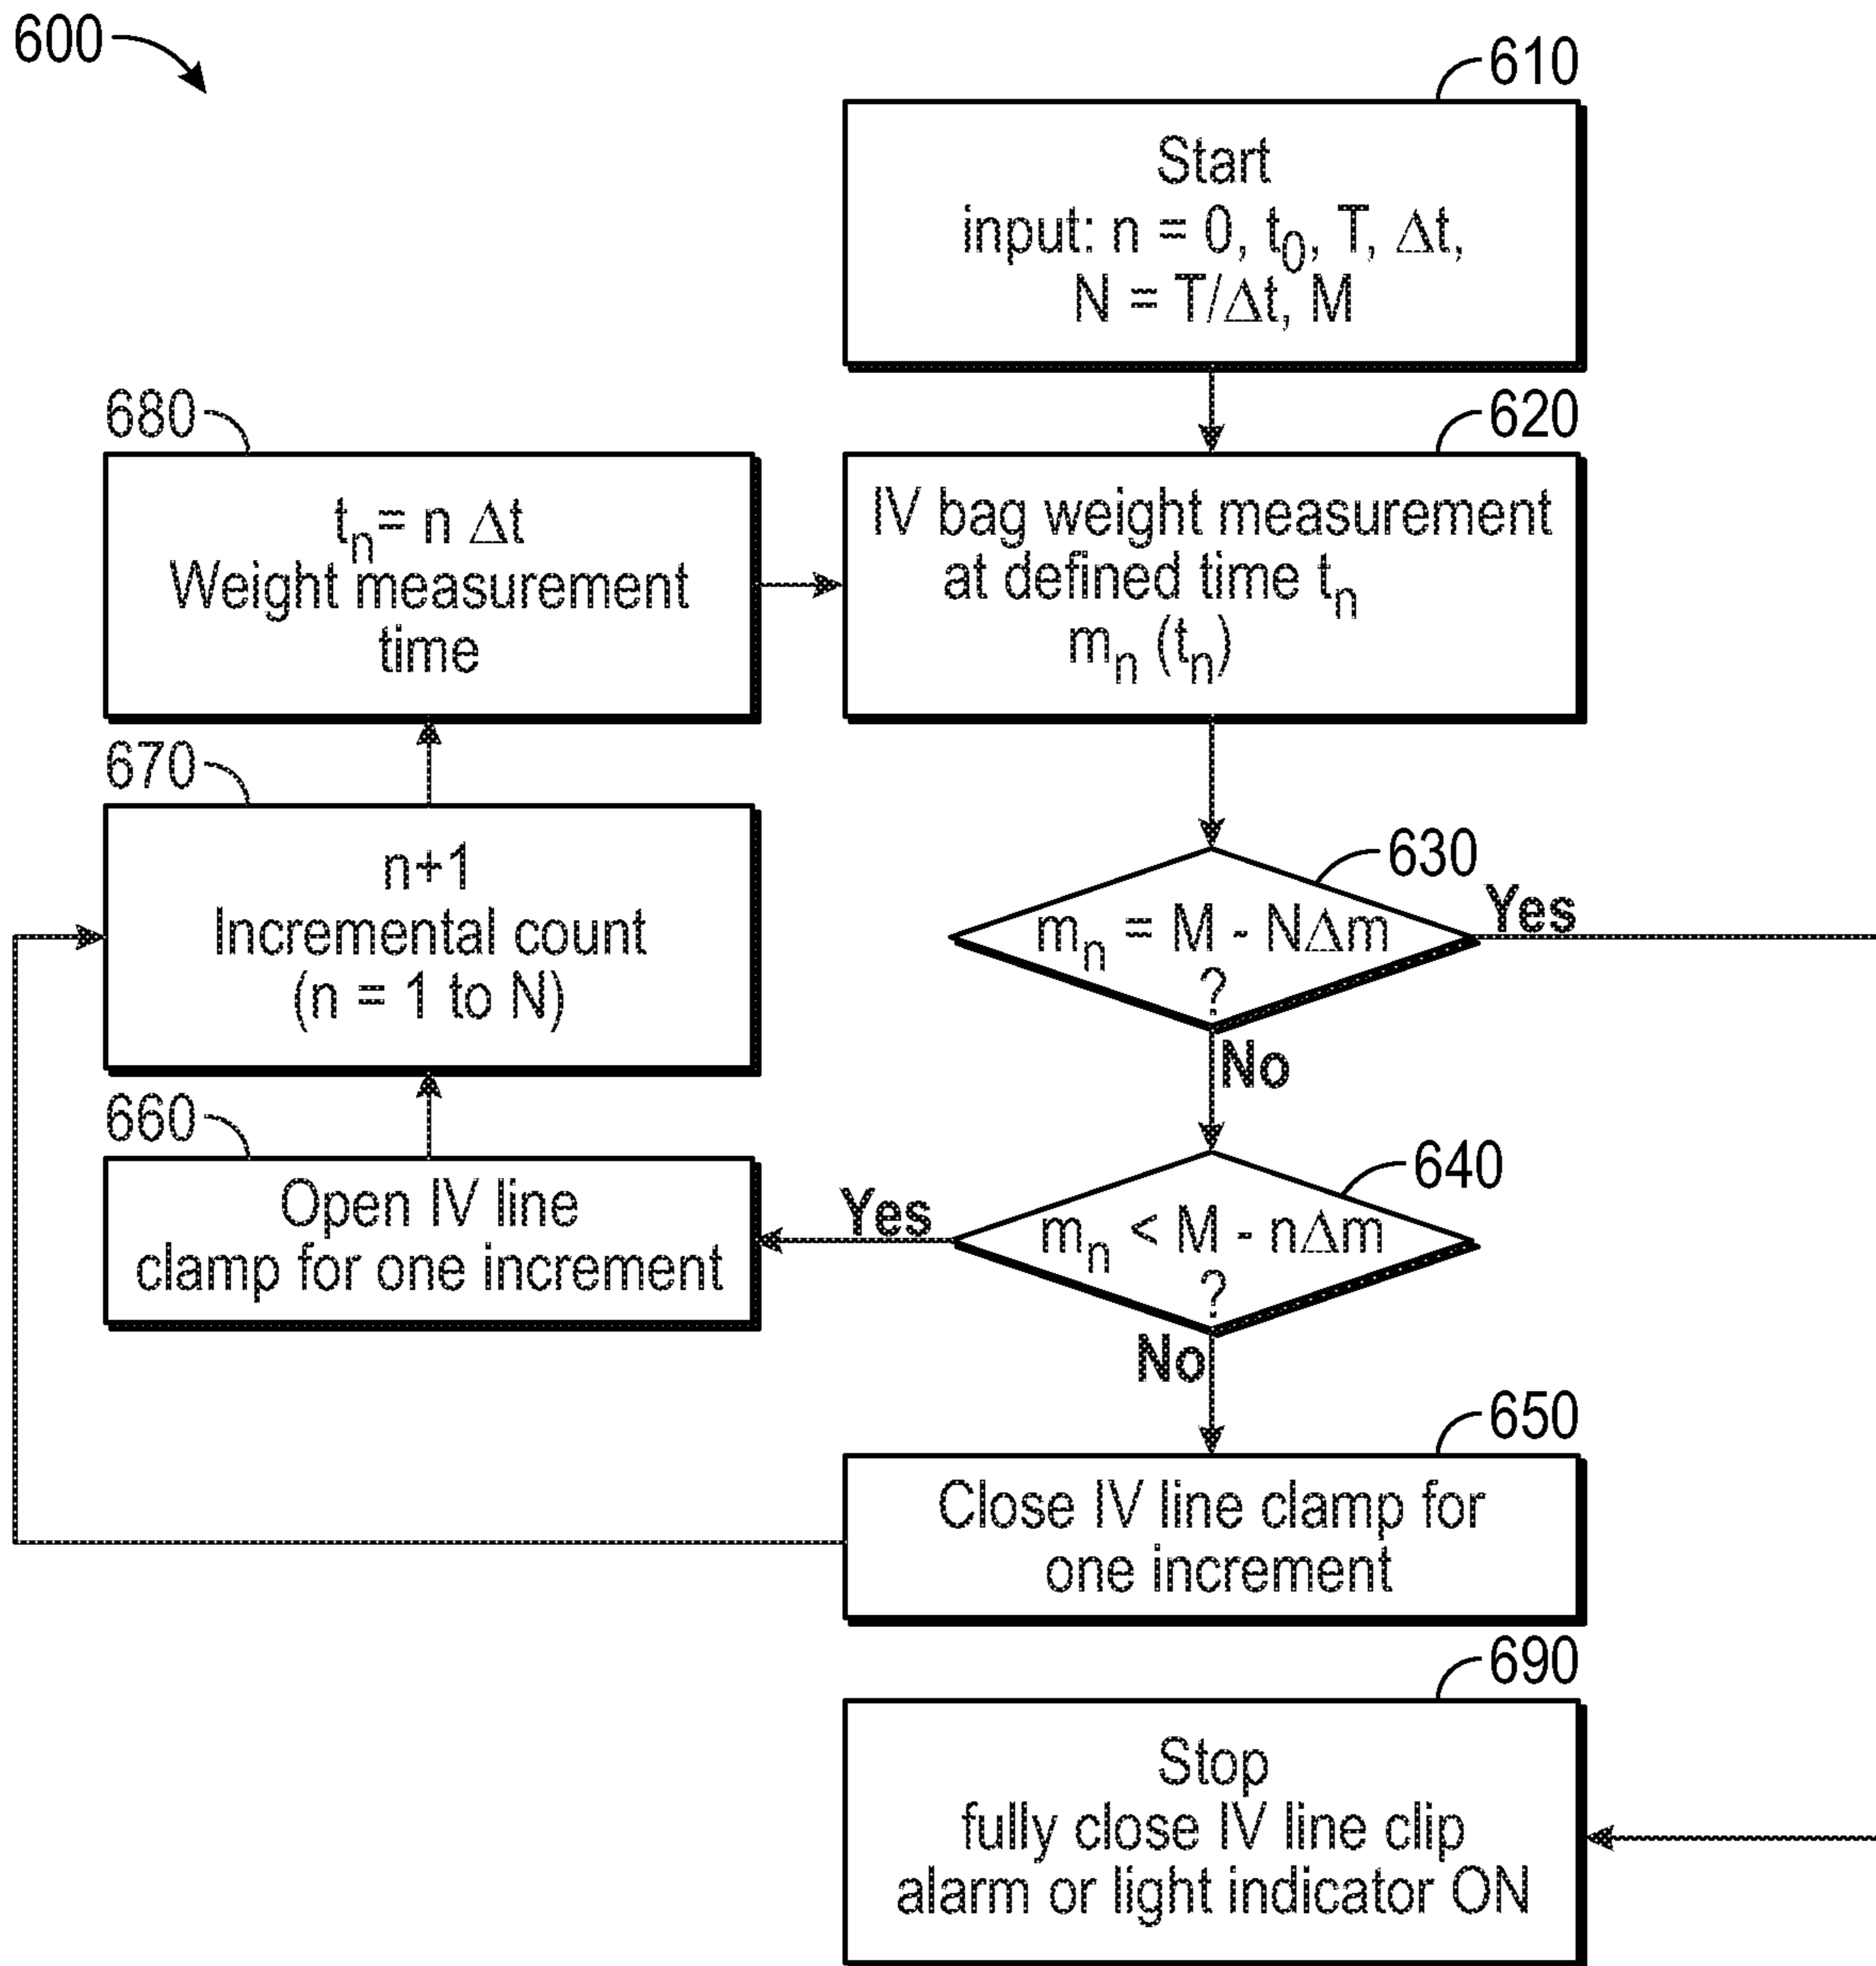 600
610
Start
input: n = 0, t₀, T, Δt,
N = T/Δt, M
680
tₙ= n Δt
Weight measurement
time
620
IV bag weight measurement
at defined time tₙ
mₙ (tₙ)
670
n+1
Incremental count
(n = 1 to N)
630
mₙ = M - NΔm
?
Yes
No
660
Open IV line
clamp for one increment
Yes
640
mₙ < M - nΔm
?
No
650
Close IV line clamp for
one increment
690
Stop
fully close IV line clip
alarm or light indicator ON